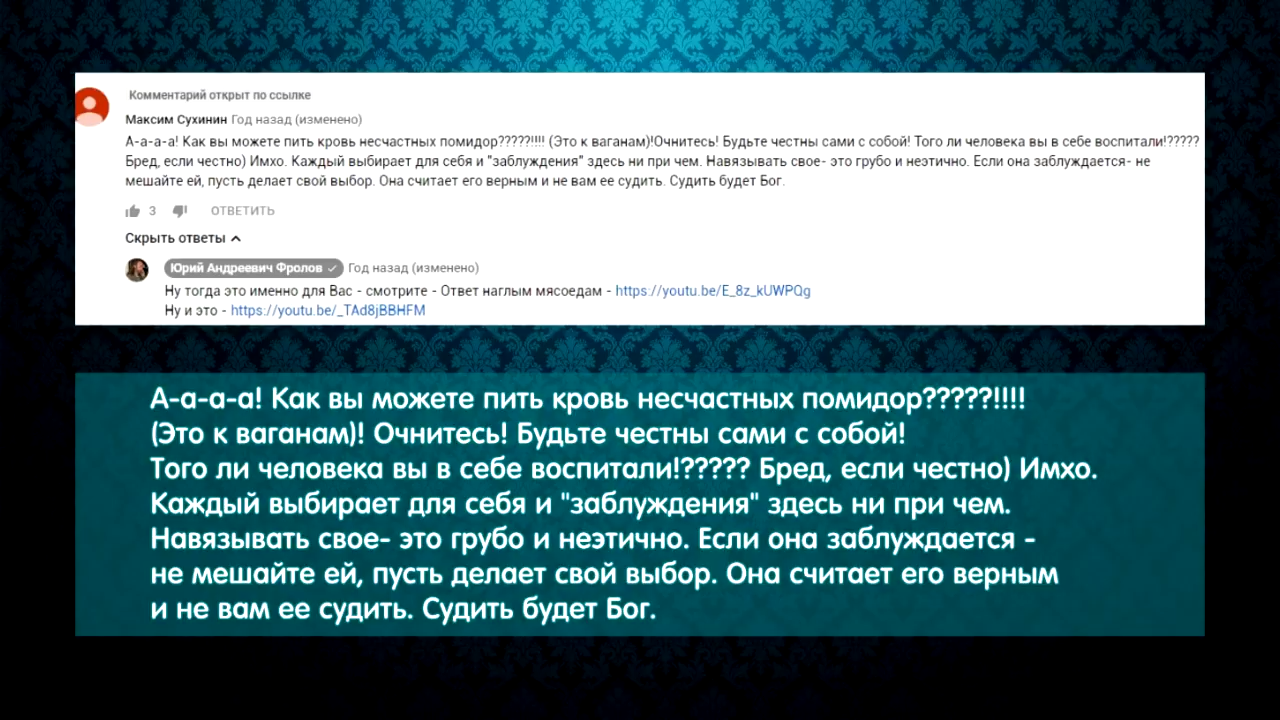 Комментарий открыт по ссылке
Максим Сухинин Год назад (изменено)
А-а-а-а! Как вы можете пить кровь несчастных помидор?????!!!! (Это к ваганам)!Очнитесь! Будьте честны сами с собой! Того ли человека вы в себе воспитали!?????
Бред, если честно) Имхо. Каждый выбирает для себя и "заблуждения" здесь ни при чем. Навязывать свое- это грубо и неэтично. Если она заблуждается- не
мешайте ей, пусть делает свой выбор. Она считает его верным и не вам ее судить. Судить будет Бог.
3 ОТВЕТИТЬ
Скрыть ответы
Юрий Андреевич Фролов Год назад (изменено)
Ну тогда это именно для Вас - смотрите - Ответ наглым мясоедам - https://youtu.be/E_8z_kUWPQg
Ну и это - https://youtu.be/_TAd8jBBHFM
А-а-а-а! Как вы можете пить кровь несчастных помидор?????!!!!
(Это к ваганам)! Очнитесь! Будьте честны сами с собой!
Того ли человека вы в себе воспитали!????? Бред, если честно) Имхо.
Каждый выбирает для себя и "заблуждения" здесь ни при чем.
Навязывать свое- это грубо и неэтично. Если она заблуждается -
не мешайте ей, пусть делает свой выбор. Она считает его верным
и не вам ее судить. Судить будет Бог.